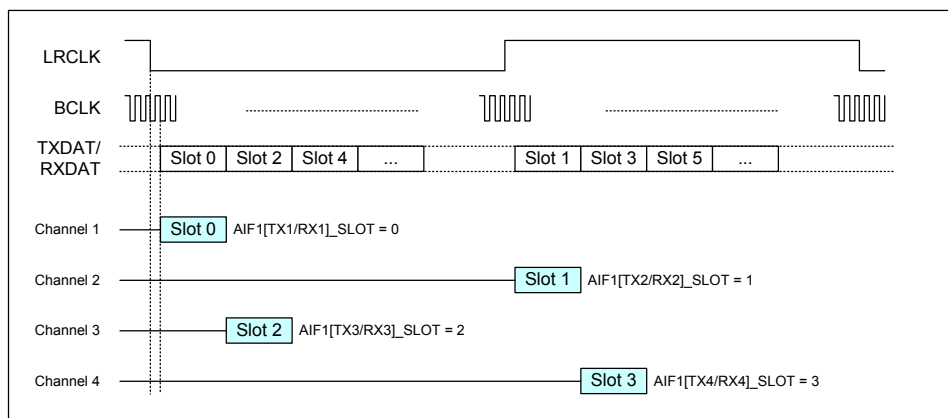 LRCLK
BCLK
TXDAT/
RXDAT
Slot 0 Slot 2 Slot 4 ... Slot 1 Slot 3 Slot 5 ...
Channel 1 Slot 0 AIF1[TX1/RX1]_SLOT = 0
Channel 2 Slot 1 AIF1[TX2/RX2]_SLOT = 1
Channel 3 Slot 2 AIF1[TX3/RX3]_SLOT = 2
Channel 4 Slot 3 AIF1[TX4/RX4]_SLOT = 3